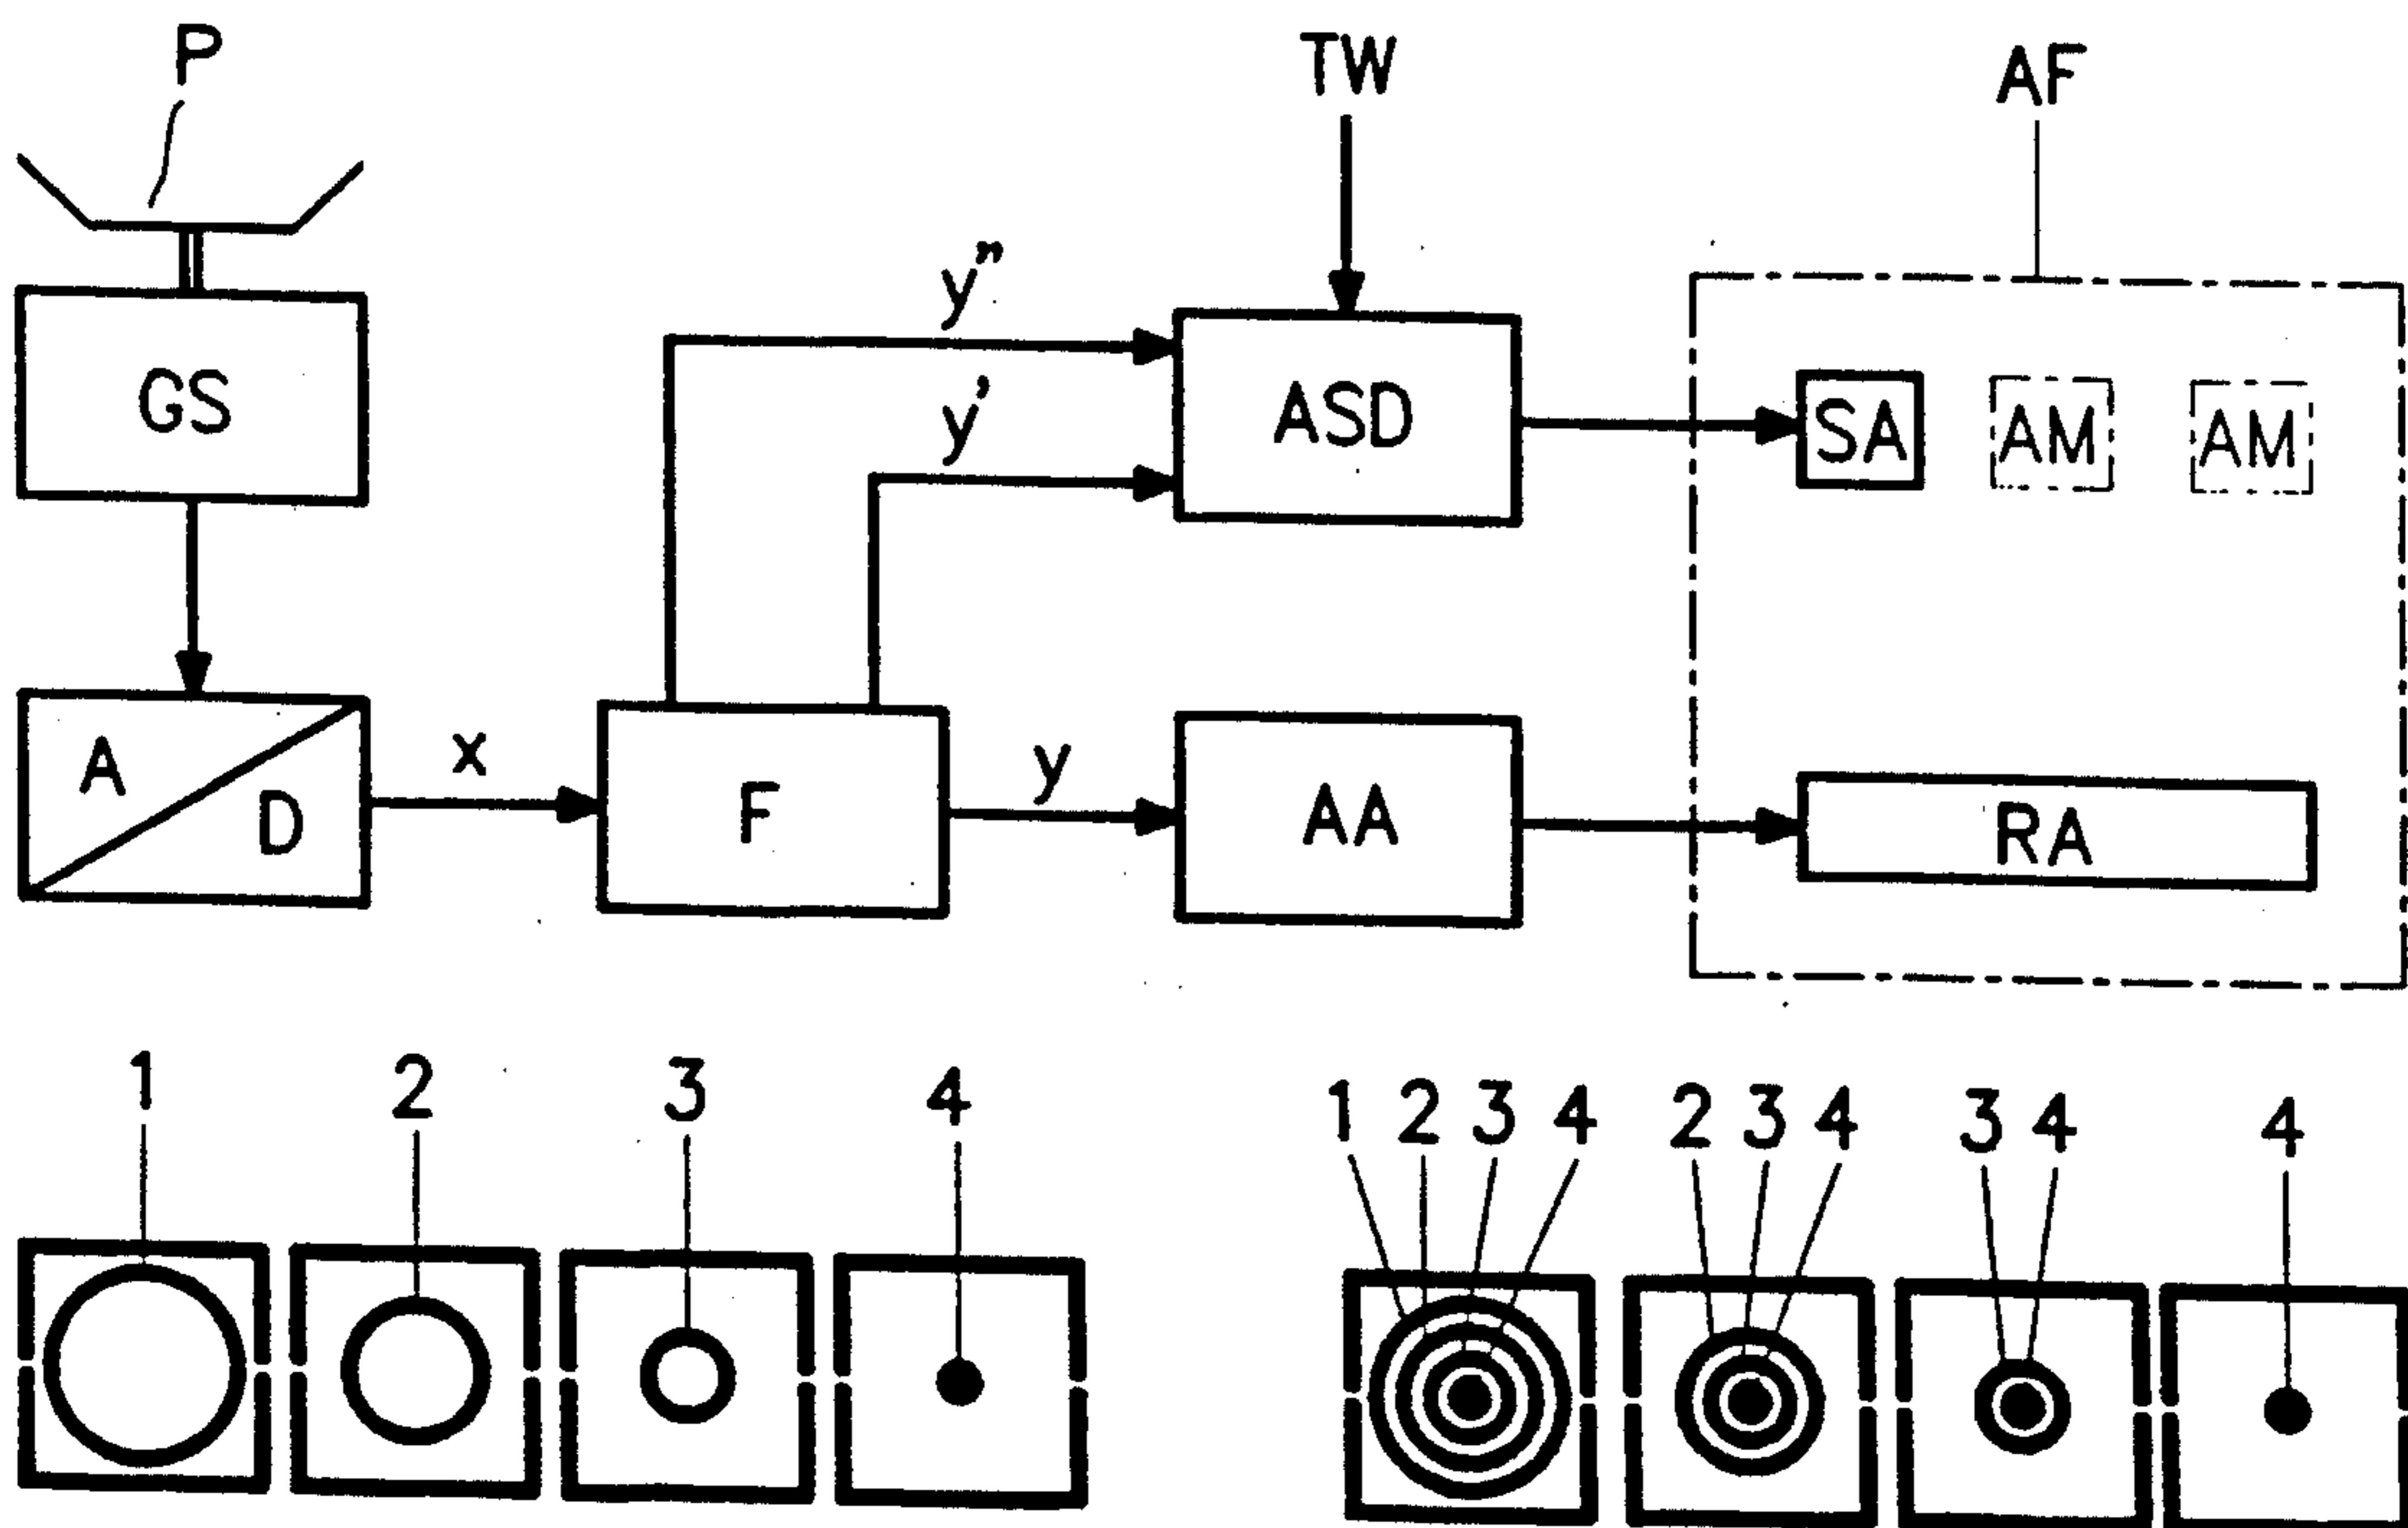 P
TW
AF
y"
GS
y'
ASD
SA AM AM
A
D
x
F
y
AA
RA
1 2 3 4
1 2 3 4 2 3 4 3 4 4